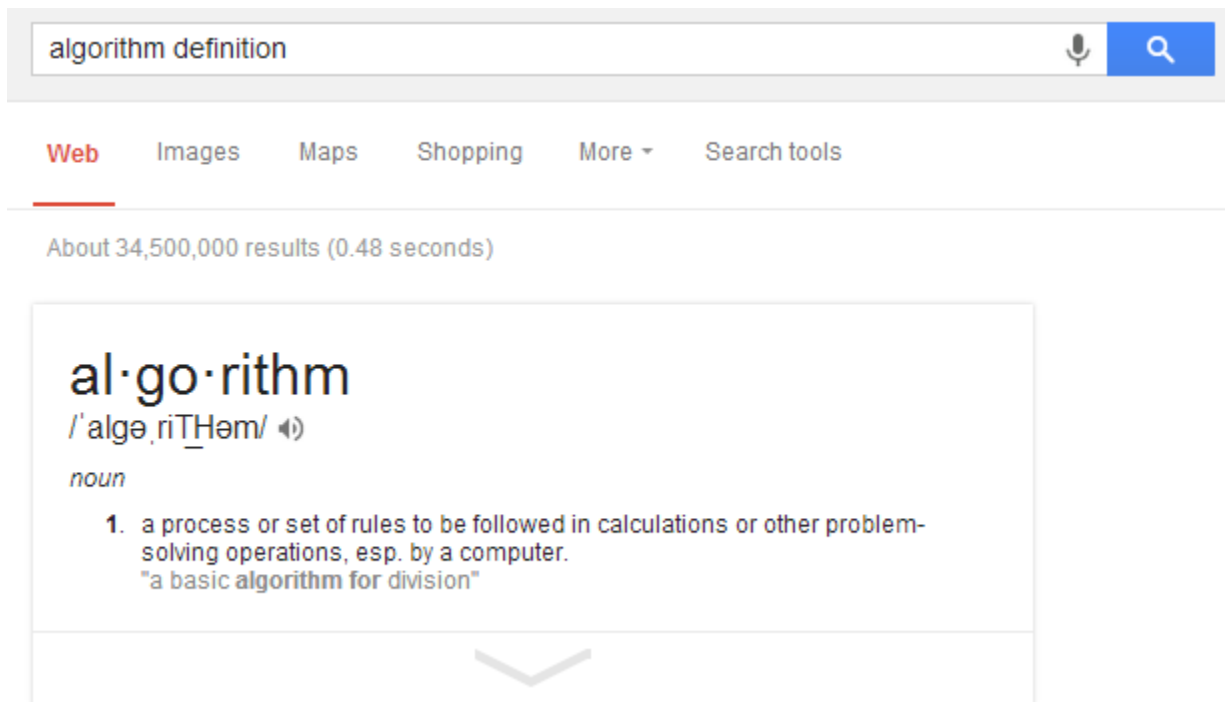 algorithm definition
Web Images Maps Shopping More Search tools
About 34,500,000 results (0.48 seconds)
al·go·rithm
/ˈalgəˌriT͟Həm/
noun
1. a process or set of rules to be followed in calculations or other problem-
solving operations, esp. by a computer.
"a basic algorithm for division"